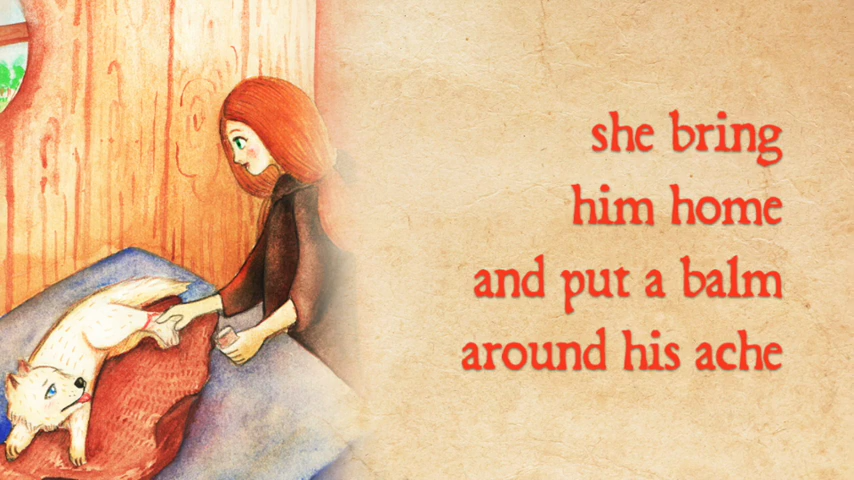 she bring
him home
and put a balm
around his ache